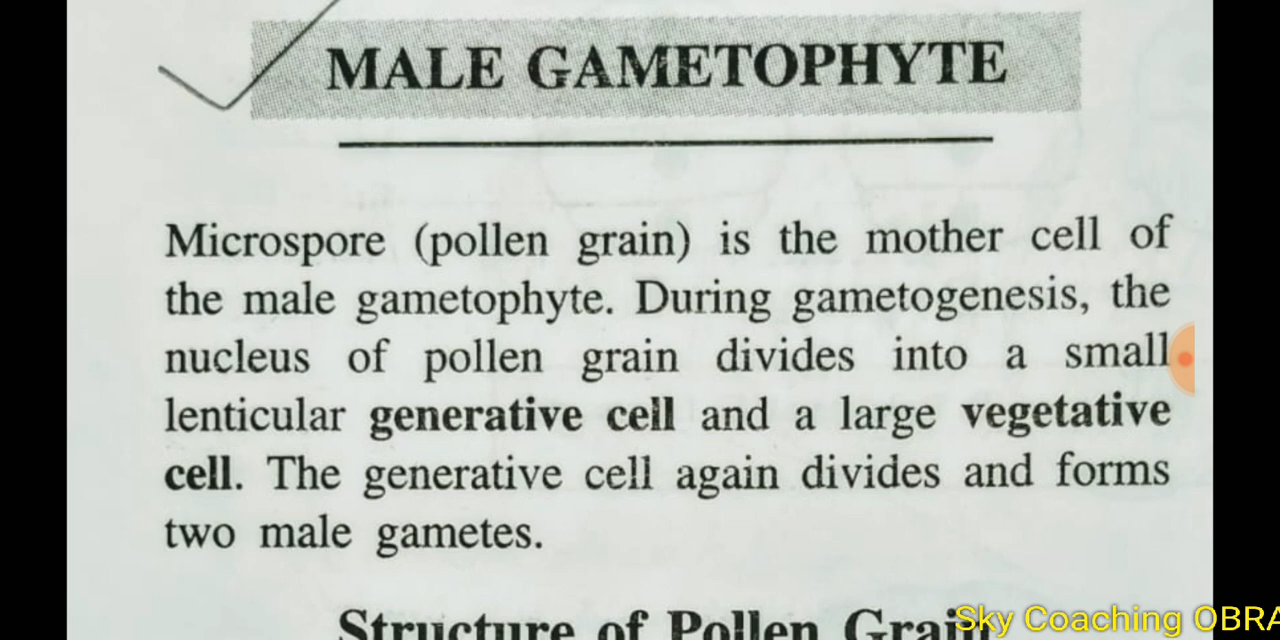 MALE GAMETOPHYTE
Microspore (pollen grain) is the mother cell of
the male gametophyte. During gametogenesis, the
nucleus of pollen grain divides into a small
lenticular generative cell and a large vegetative
cell. The generative cell again divides and forms
two male gametes.
Structure of Pollen Grain
Sky Coaching OBRA